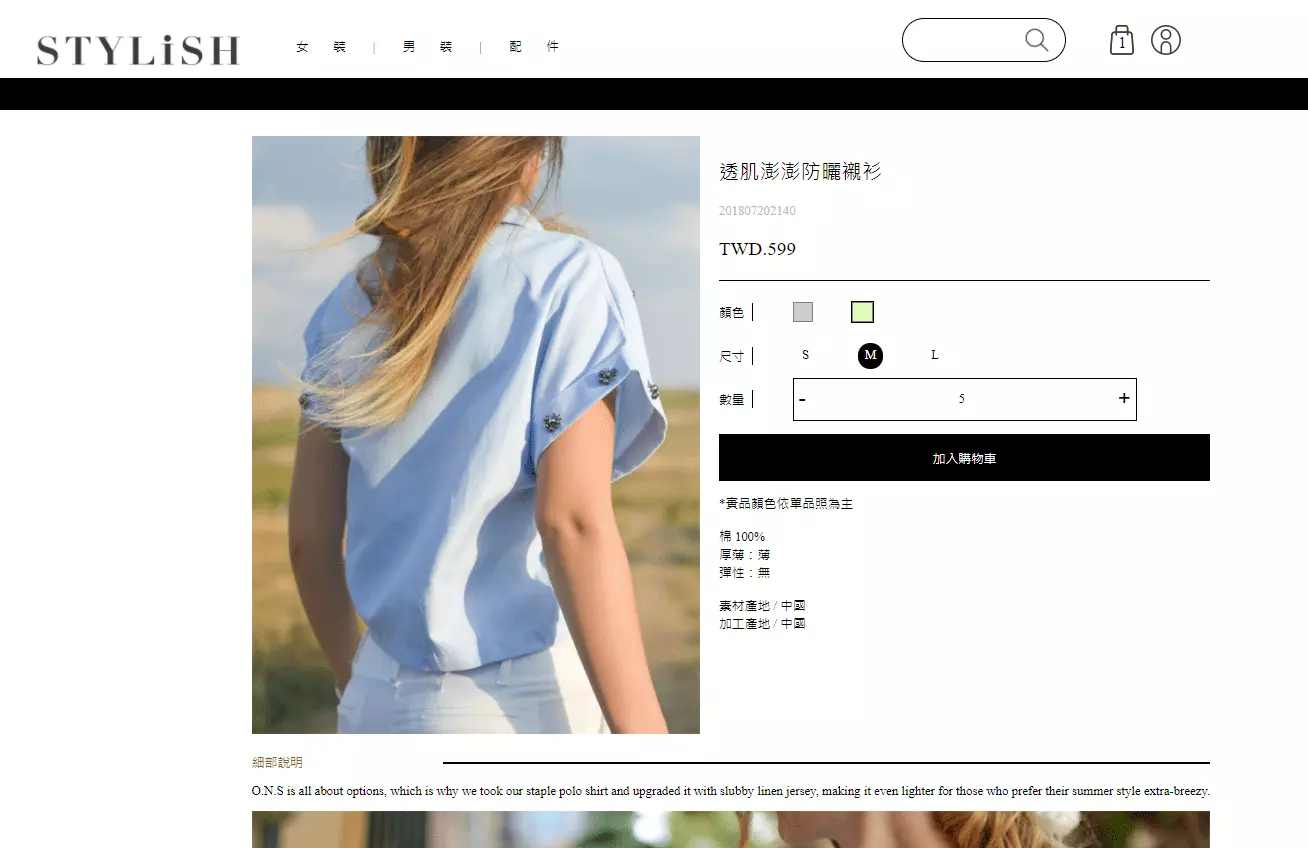 STYLiSH
女裝 | 男裝 | 配件
1
透肌澎澎防曬襯衫
201807202140
TWD.599
顏色 |
尺寸 | S M L
數量 | - 5 +
加入購物車
*實品顏色依單品照為主
棉 100%
厚薄：薄
彈性：無
素材產地 / 中國
加工產地 / 中國
細部說明
O.N.S is all about options, which is why we took our staple polo shirt and upgraded it with slubby linen jersey, making it even lighter for those who prefer their summer style extra-breezy.